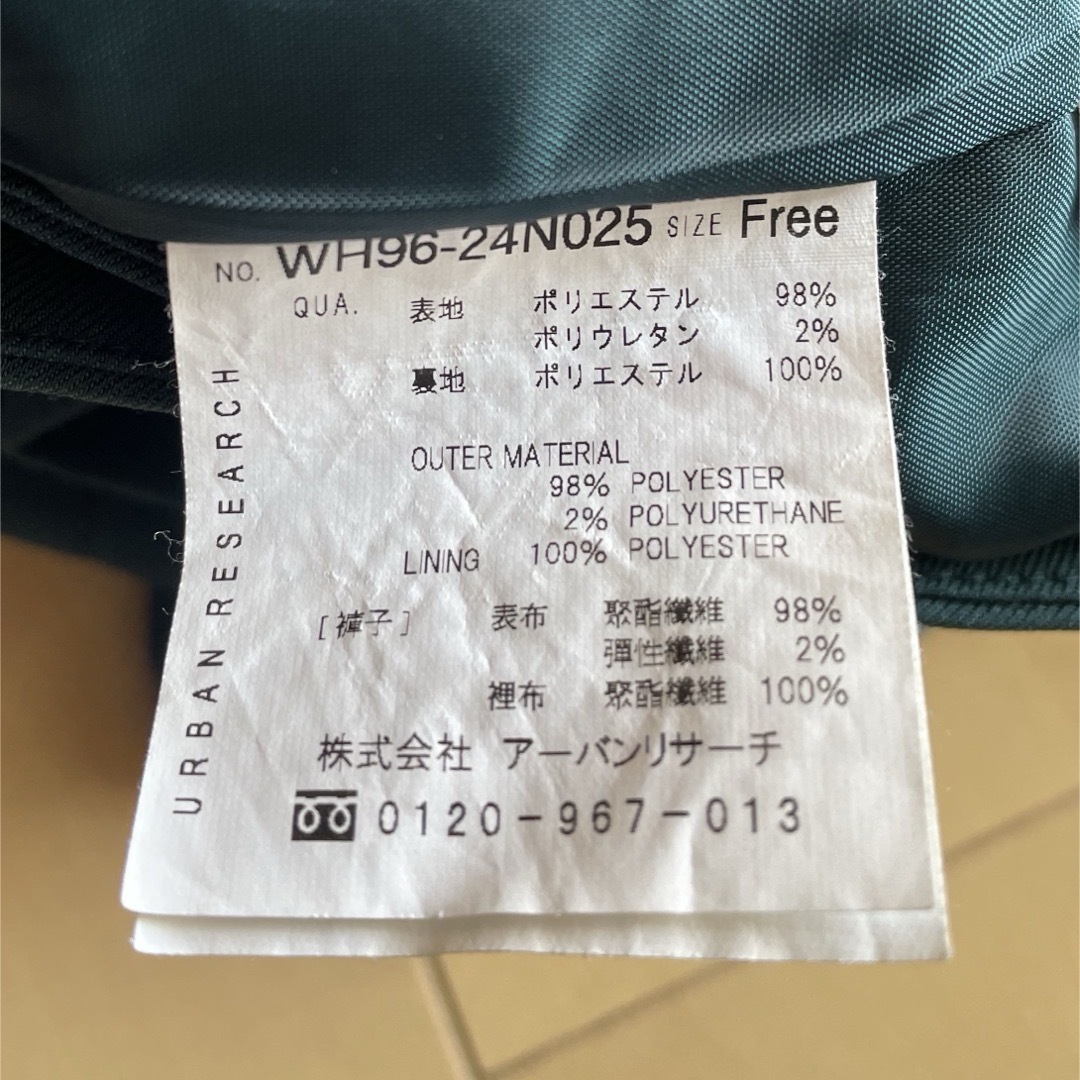 NO. WH96-24N025 SIZE Free
QUA. 表地 ポリエステル 98%
ポリウレタン 2%
裏地 ポリエステル 100%
OUTER MATERIAL
98% POLYESTER
2% POLYURETHANE
LINING 100% POLYESTER
[褲子] 表布 聚酯纖維 98%
彈性纖維 2%
裡布 聚酯纖維 100%
株式会社 アーバンリサーチ
0120-967-013
URBAN RESEARCH